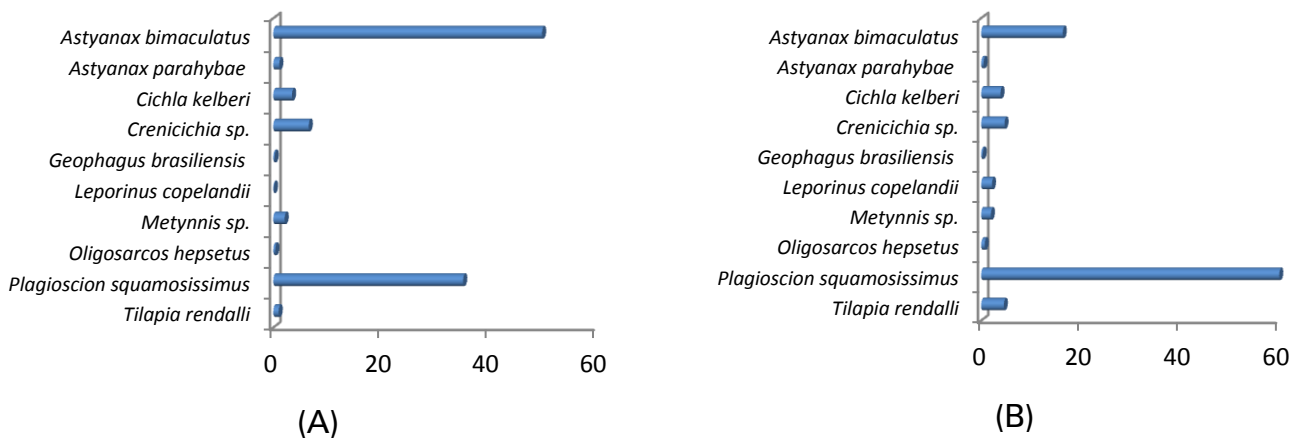 Astyanax bimaculatus
Astyanax parahybae
Cichla kelberi
Crenicichia sp.
Geophagus brasiliensis
Leporinus copelandii
Metynnis sp.
Oligosarcos hepsetus
Plagioscion squamosissimus
Tilapia rendalli
0 20 40 60
(A)
Astyanax bimaculatus
Astyanax parahybae
Cichla kelberi
Crenicichia sp.
Geophagus brasiliensis
Leporinus copelandii
Metynnis sp.
Oligosarcos hepsetus
Plagioscion squamosissimus
Tilapia rendalli
0 20 40 60
(B)